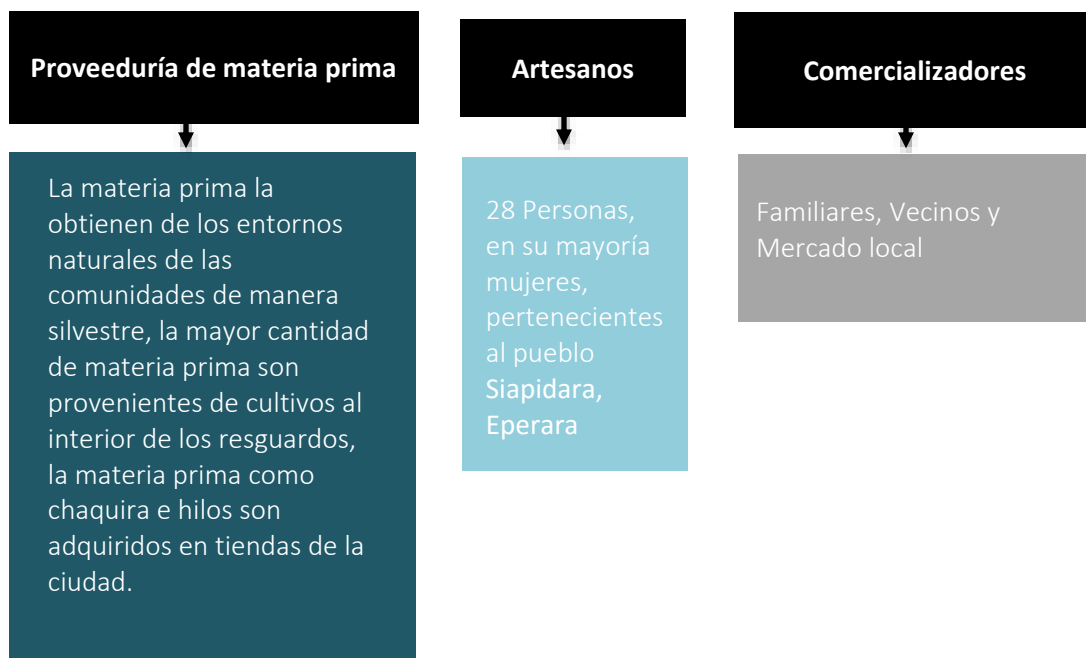 Proveeduría de materia prima
La materia prima la
obtienen de los entornos
naturales de las
comunidades de manera
silvestre, la mayor cantidad
de materia prima son
provenientes de cultivos al
interior de los resguardos,
la materia prima como
chaquira e hilos son
adquiridos en tiendas de la
ciudad.
Artesanos
28 Personas,
en su mayoría
mujeres,
pertenecientes
al pueblo
Siapidara,
Eperara
Comercializadores
Familiares, Vecinos y
Mercado local